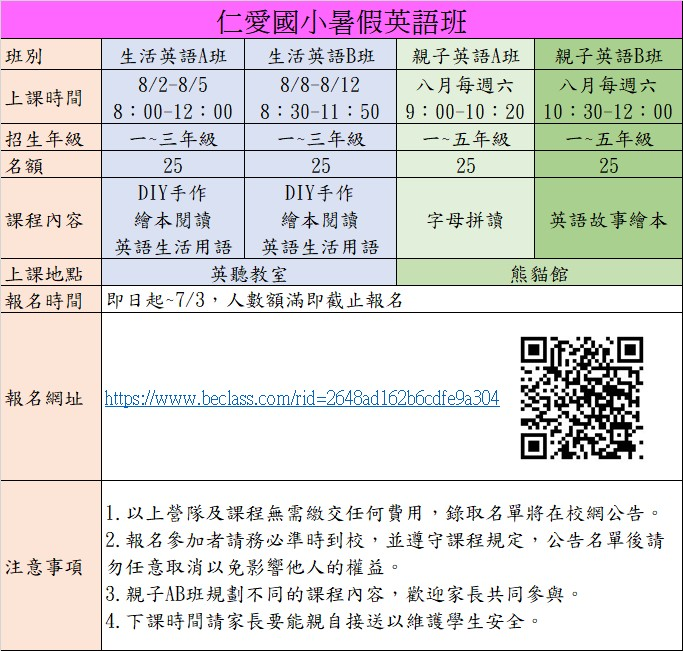 仁愛國小暑假英語班
班別 生活英語A班 生活英語B班 親子英語A班 親子英語B班
上課時間 8/2-8/5 8/8-8/12 八月每週六 八月每週六
8：00-12：00 8：30-11：50 9：00-10：20 10：30-12：00
招生年級 一~三年級 一~三年級 一~五年級 一~五年級
名額 25 25 25 25
課程內容 DIY手作 DIY手作 字母拼讀 英語故事繪本
繪本閱讀 繪本閱讀
英語生活用語 英語生活用語
上課地點 英聽教室 熊貓館
報名時間 即日起~7/3，人數額滿即截止報名
報名網址 https://www.beclass.com/rid=2648ad162b6cdfe9a304
注意事項
1.以上營隊及課程無需繳交任何費用，錄取名單將在校網公告。
2.報名參加者請務必準時到校，並遵守課程規定，公告名單後請
勿任意取消以免影響他人的權益。
3.親子AB班規劃不同的課程內容，歡迎家長共同參與。
4.下課時間請家長要能親自接送以維護學生安全。